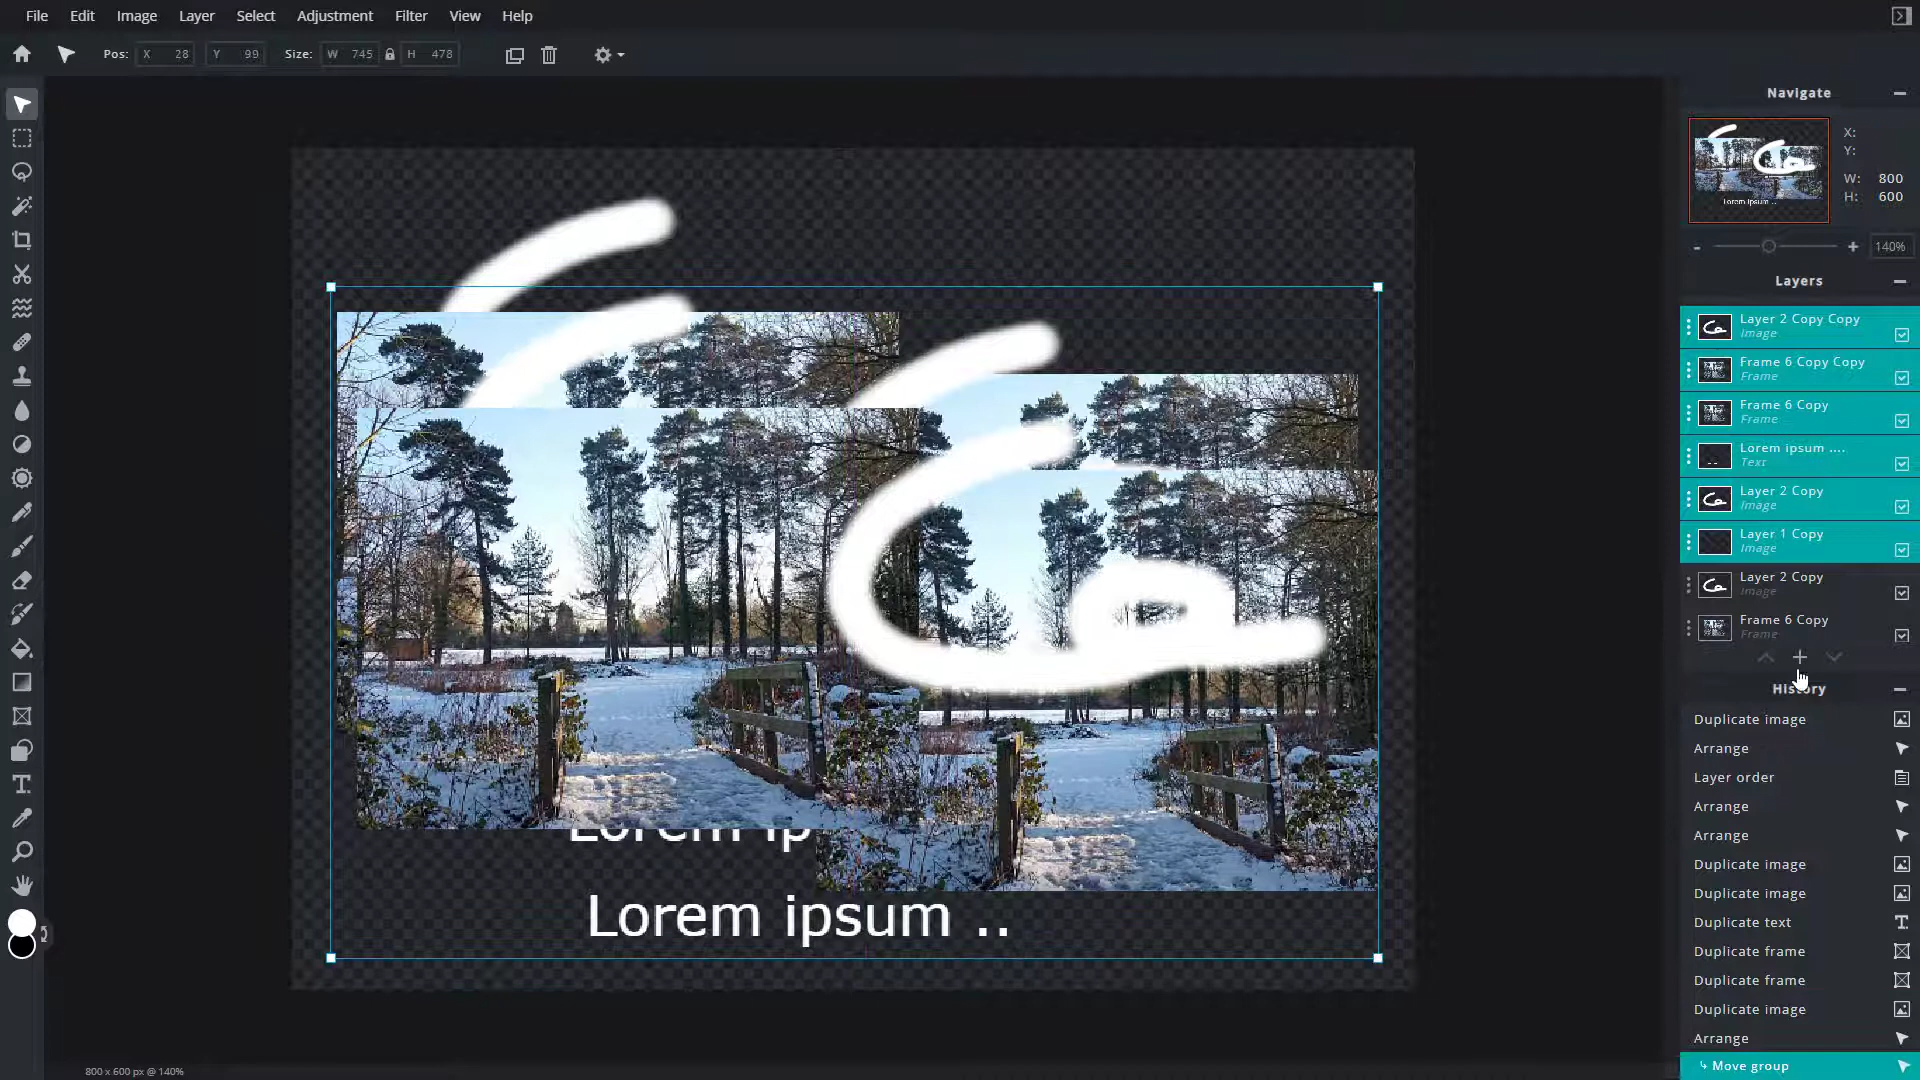 File Edit Image Layer Select Adjustment Filter View Help
Pos: X 28 Y 99 Size: W 745 H 478
Navigate
X:
Y:
W: 800
H: 600
- + 140%
Layers
Layer 2 Copy Copy
Image
Frame 6 Copy Copy
Frame
Frame 6 Copy
Frame
Lorem ipsum ....
Text
Layer 2 Copy
Image
Layer 1 Copy
Image
Layer 2 Copy
Image
Frame 6 Copy
Frame
History
Duplicate image
Arrange
Layer order
Arrange
Arrange
Duplicate image
Duplicate image
Duplicate text
Duplicate frame
Duplicate frame
Duplicate image
Arrange
Move group
Lorem ip
Lorem ipsum ..
800 x 600 px @ 140%